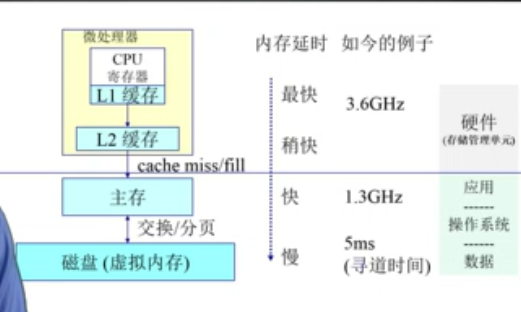 微处理器
内存延时 如今的例子
CPU
寄存器
L1 缓存
最快
3.6GHz
硬件
(存储管理单元)
L2 缓存
稍快
cache miss/fill
主存
快
1.3GHz
应用
------
操作系统
------
数据
交换/分页
磁盘 (虚拟内存)
慢
5ms
(寻道时间)